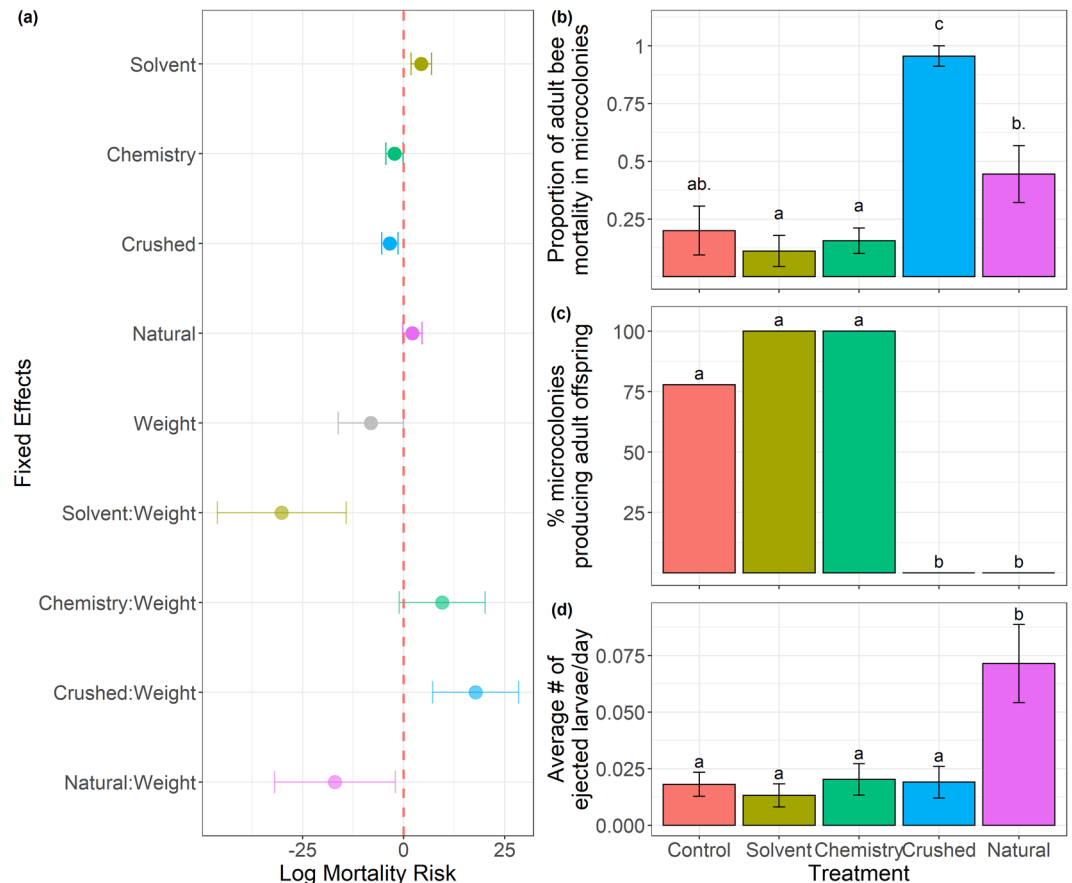 (a)
Fixed Effects
Solvent
Chemistry
Crushed
Natural
Weight
Solvent:Weight
Chemistry:Weight
Crushed:Weight
Natural:Weight
-25
0
25
Log Mortality Risk
(b)
Proportion of adult bee
mortality in microcolonies
1
0.75
0.5
0.25
ab.
a
a
c
b.
(c)
% microcolonies
producing adult offspring
100
75
50
25
a
a
a
b
b
(d)
Average # of
ejected larvae/day
0.075
0.050
0.025
0.000
a
a
a
a
b
Control
Solvent
Chemistry
Crushed
Natural
Treatment